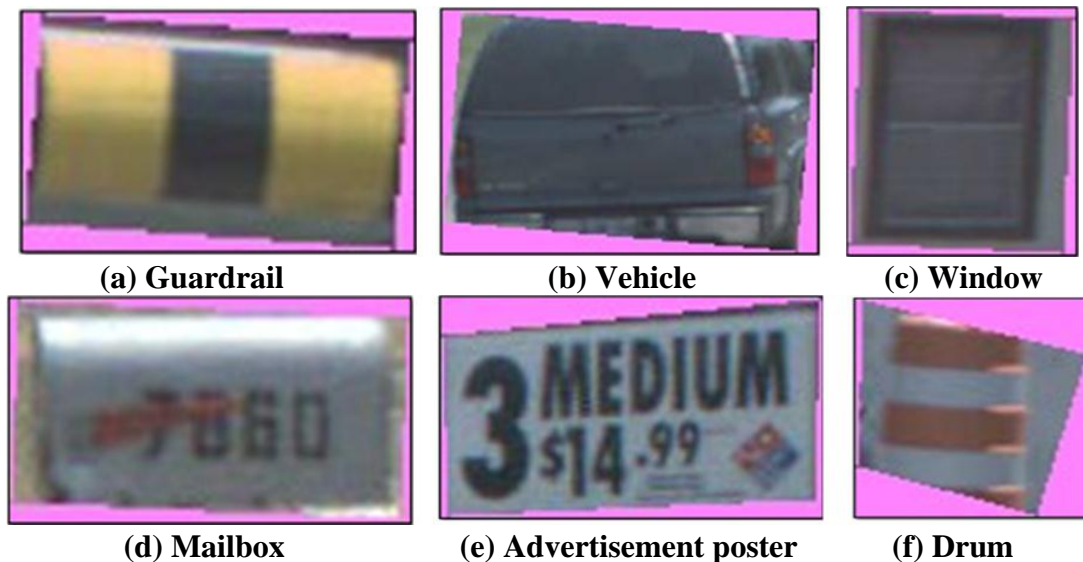 (a) Guardrail
(b) Vehicle
(c) Window
7060
(d) Mailbox
3 MEDIUM
$14.99
(e) Advertisement poster
(f) Drum